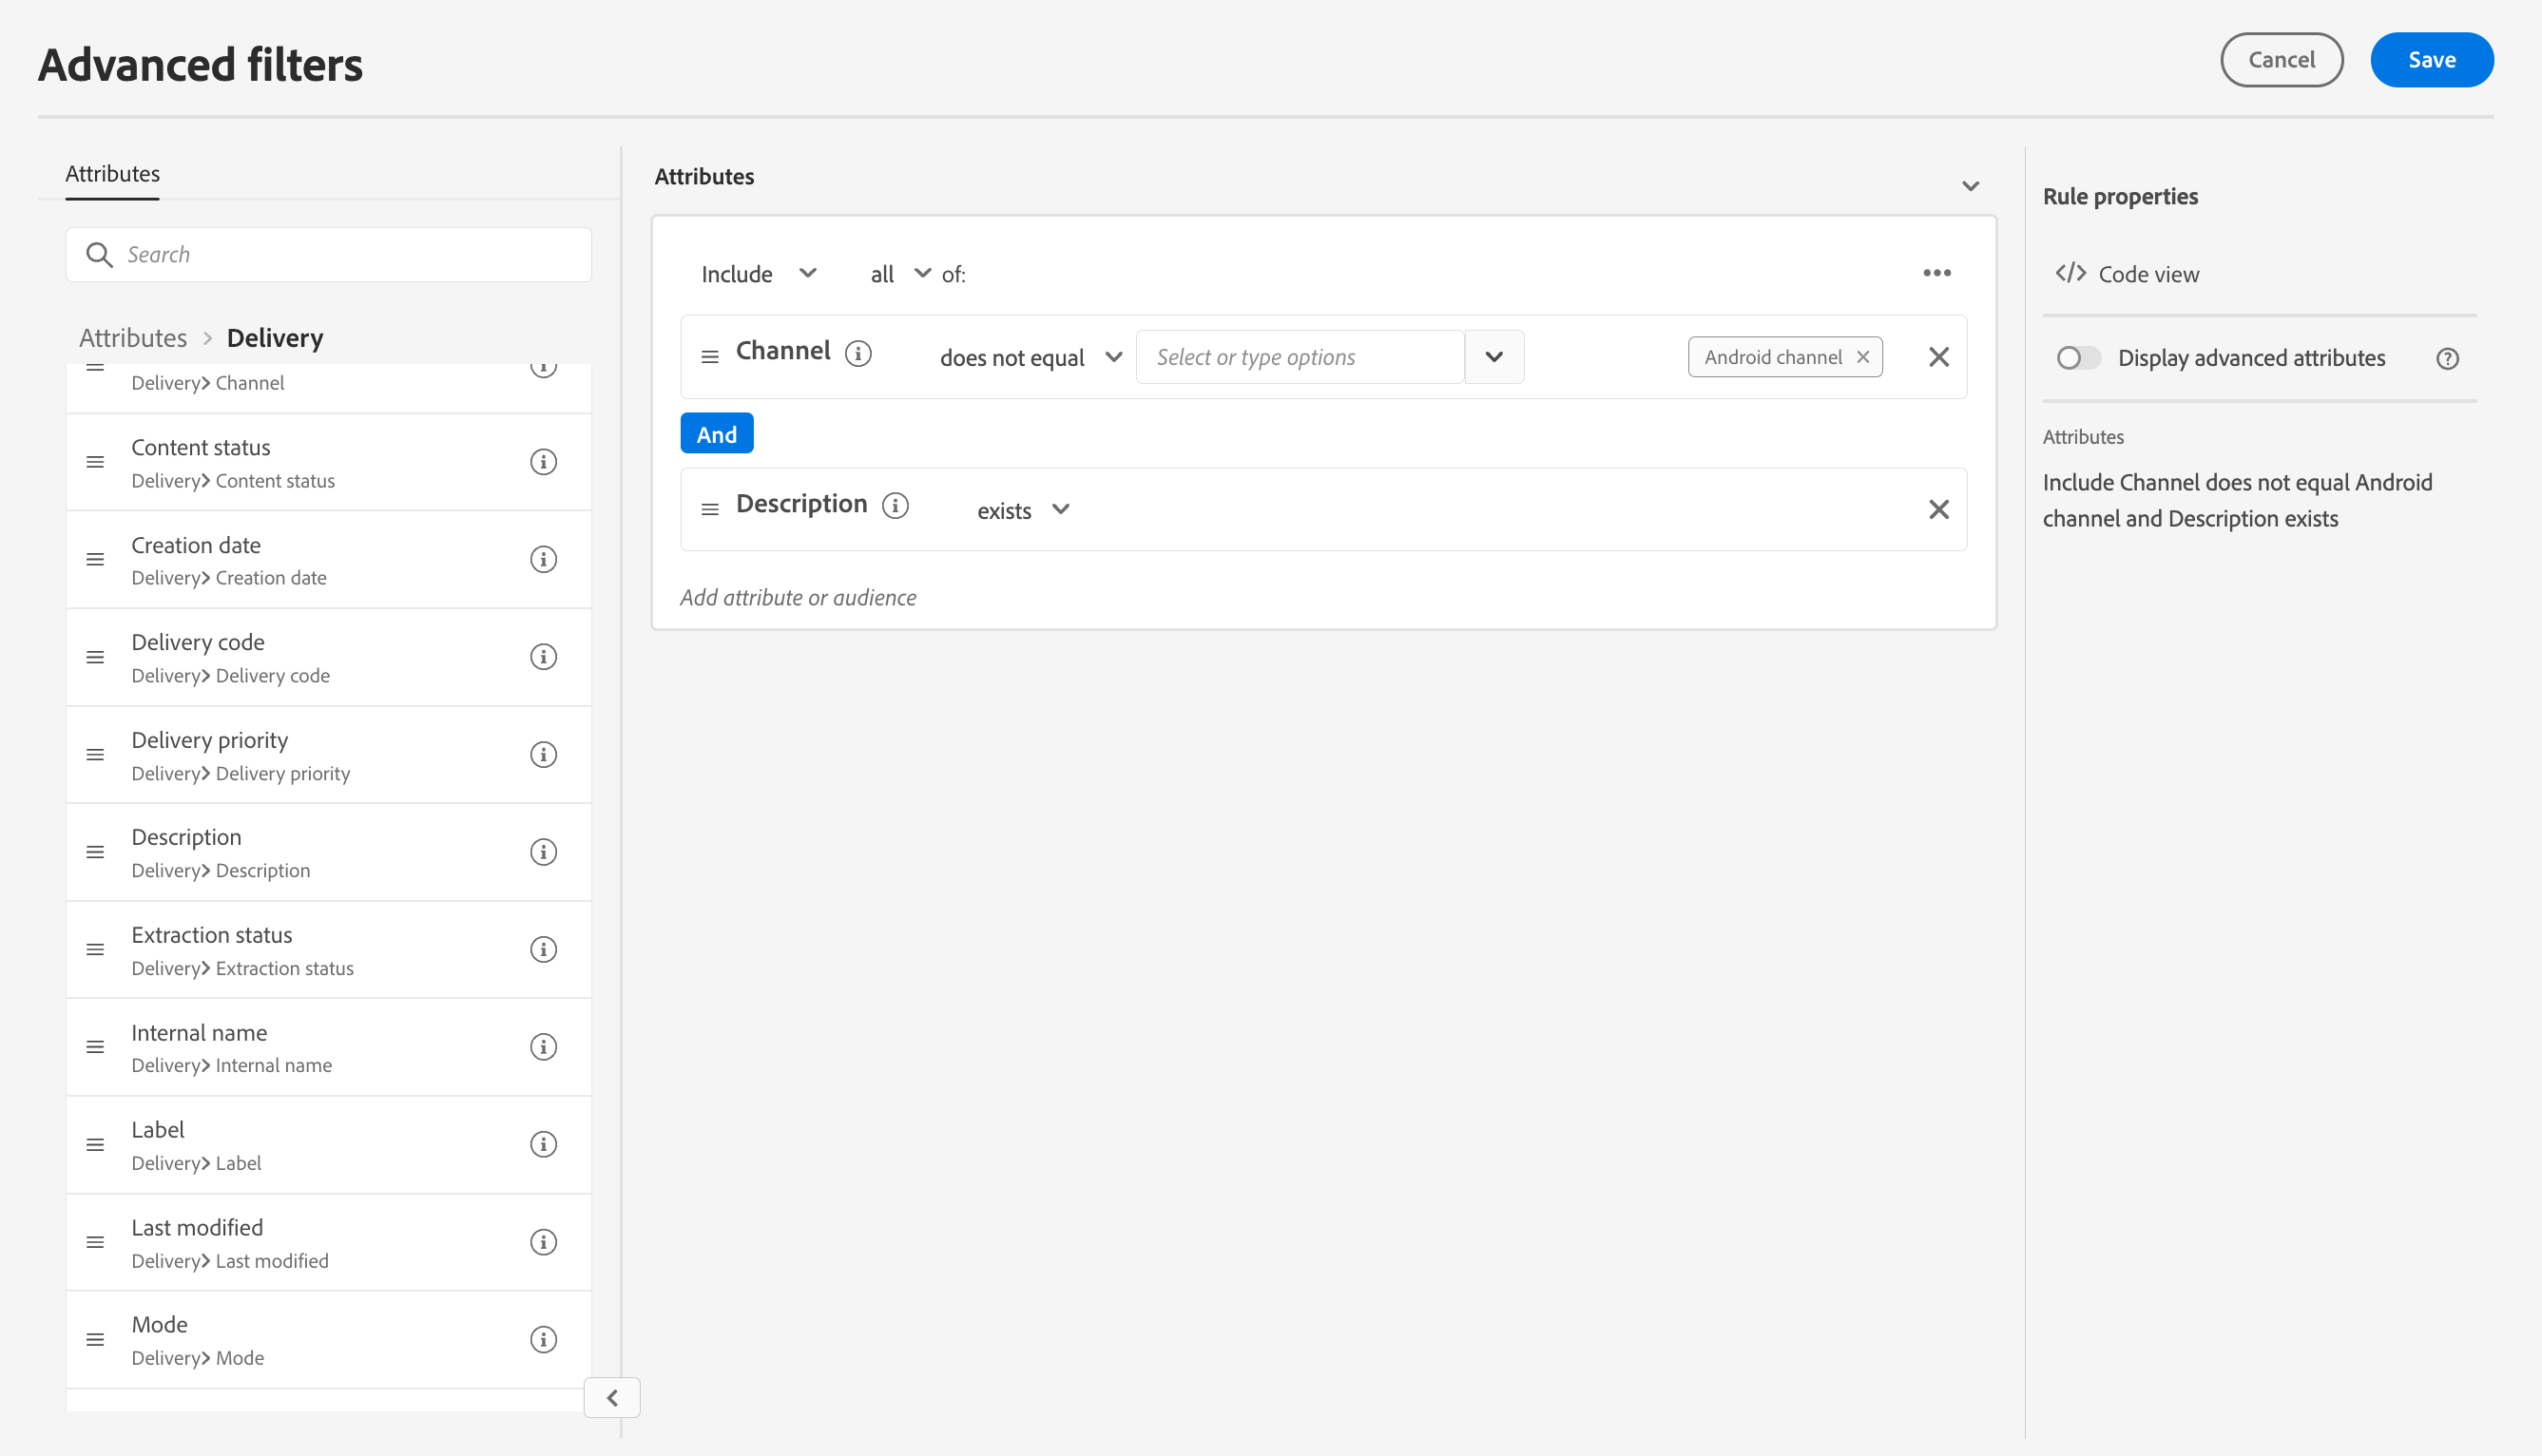 Advanced filters
Cancel
Save
Attributes
Search
Attributes > Delivery
Delivery> Channel
Content status
Delivery> Content status
Creation date
Delivery> Creation date
Delivery code
Delivery> Delivery code
Delivery priority
Delivery> Delivery priority
Description
Delivery> Description
Extraction status
Delivery> Extraction status
Internal name
Delivery> Internal name
Label
Delivery> Label
Last modified
Delivery> Last modified
Mode
Delivery> Mode
Attributes
Include all of:
Channel does not equal Select or type options Android channel
And
Description exists
Add attribute or audience
Rule properties
</> Code view
Display advanced attributes
Attributes
Include Channel does not equal Android
channel and Description exists